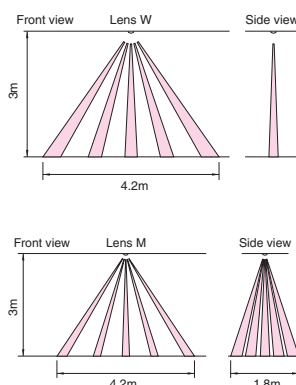 Front view Lens W Side view
3m
4.2m
Front view Lens M Side view
3m
4.2m 1.8m